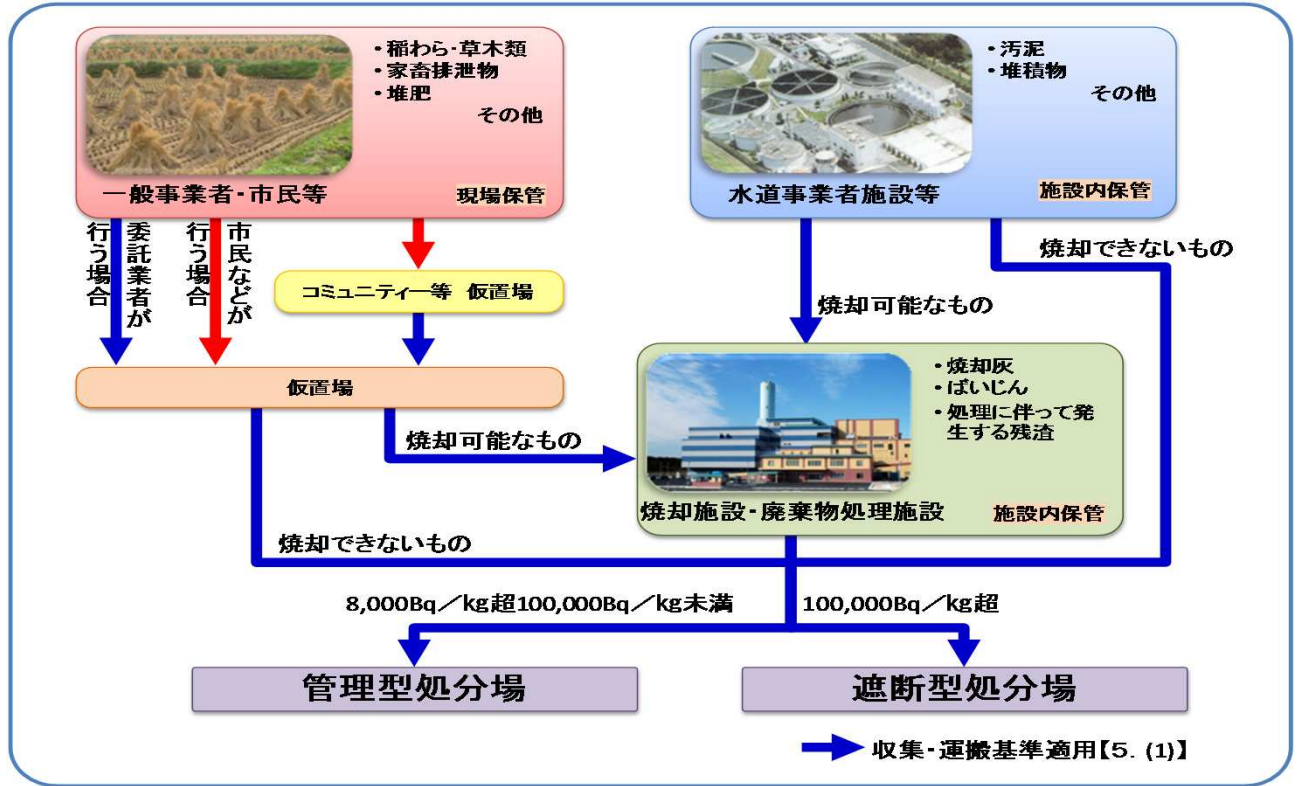 ・稲わら・草木類
・家畜排泄物
・堆肥
その他
一般事業者・市民等
現場保管
・汚泥
・堆積物
その他
水道事業者施設等
施設内保管
委託業者が
行う場合
市民などが
行う場合
コミュニティー等 仮置場
仮置場
焼却できないもの
焼却可能なもの
焼却可能なもの
・焼却灰
・ばいじん
・処理に伴って発
生する残渣
焼却施設・廃棄物処理施設
施設内保管
焼却できないもの
8,000Bq/kg超100,000Bq/kg未満
100,000Bq/kg超
管理型処分場
遮断型処分場
収集・運搬基準適用【5. (1)】